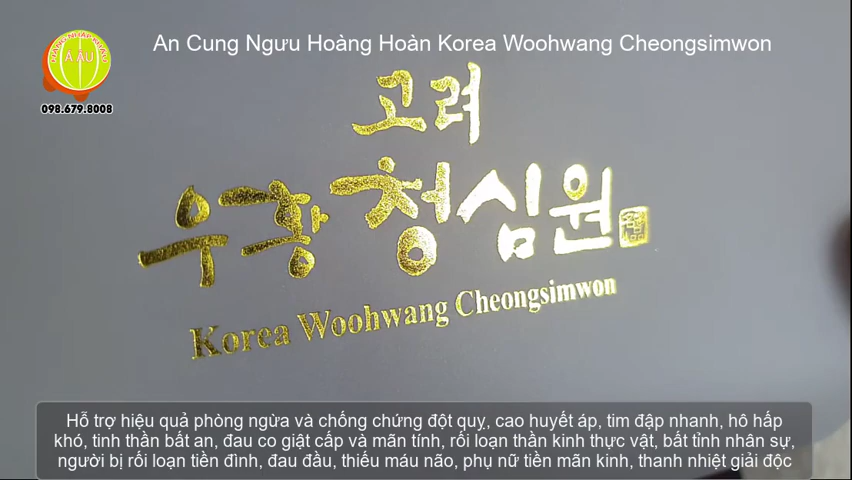 An Cung Ngưu Hoàng Hoàn Korea Woohwang Cheongsimwon
HÀNG NHẬP KHẨU
Á ÂU
098.679.8008
고려
우황청심원
Korea Woohwang Cheongsimwon
Hỗ trợ hiệu quả phòng ngừa và chống chứng đột quỵ, cao huyết áp, tim đập nhanh, hô hấp
khó, tinh thần bất an, đau co giật cấp và mãn tính, rối loạn thần kinh thực vật, bất tỉnh nhân sự,
người bị rối loạn tiền đình, đau đầu, thiếu máu não, phụ nữ tiền mãn kinh, thanh nhiệt giải độc